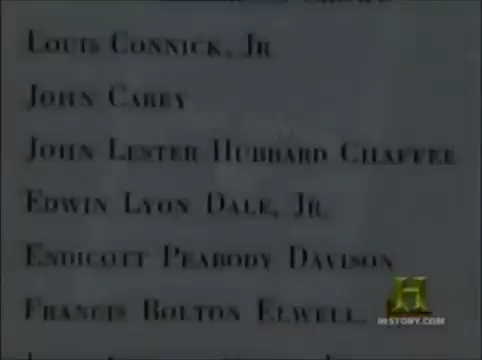 LOUIS CONNICK, JR.
JOHN CAREY
JOHN LESTER HUBBARD CHAFFEE
EDWIN LYON DALE, JR.
ENDICOTT PEABODY DAVISON
FRANCIS BOLTON ELWELL,
H
HISTORY.COM